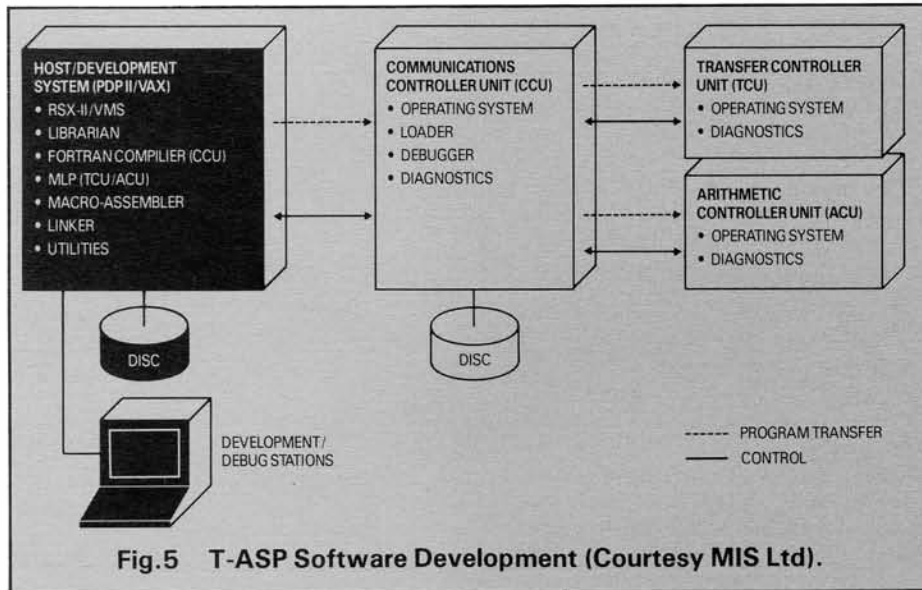 HOST/DEVELOPMENT
SYSTEM (PDP II/VAX)
• RSX-II/VMS
• LIBRARIAN
• FORTRAN COMPILIER (CCU)
• MLP (TCU/ACU)
• MACRO-ASSEMBLER
• LINKER
• UTILITIES
DISC
DEVELOPMENT/
DEBUG STATIONS
COMMUNICATIONS
CONTROLLER UNIT (CCU)
• OPERATING SYSTEM
• LOADER
• DEBUGGER
• DIAGNOSTICS
DISC
TRANSFER CONTROLLER
UNIT (TCU)
• OPERATING SYSTEM
• DIAGNOSTICS
ARITHMETIC
CONTROLLER UNIT (ACU)
• OPERATING SYSTEM
• DIAGNOSTICS
PROGRAM TRANSFER
CONTROL
Fig.5 T-ASP Software Development (Courtesy MIS Ltd).